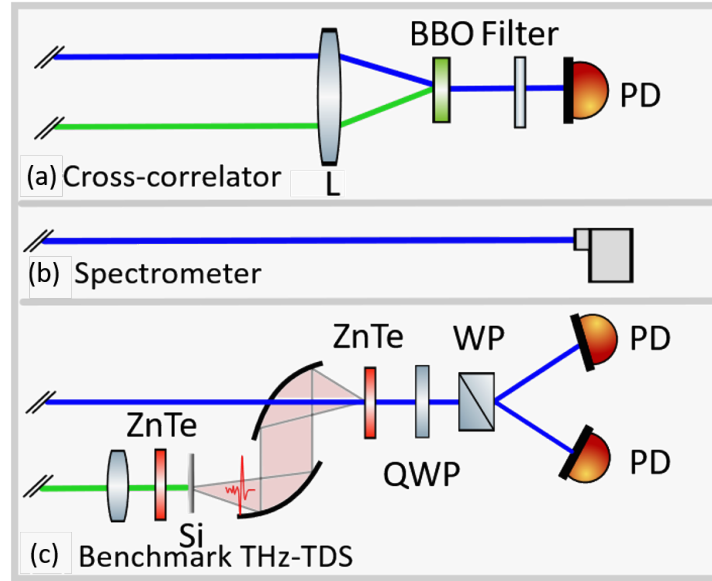 BBO Filter
PD
L
(a) Cross-correlator
(b) Spectrometer
ZnTe
WP
PD
ZnTe
QWP
PD
Si
(c) Benchmark THz-TDS